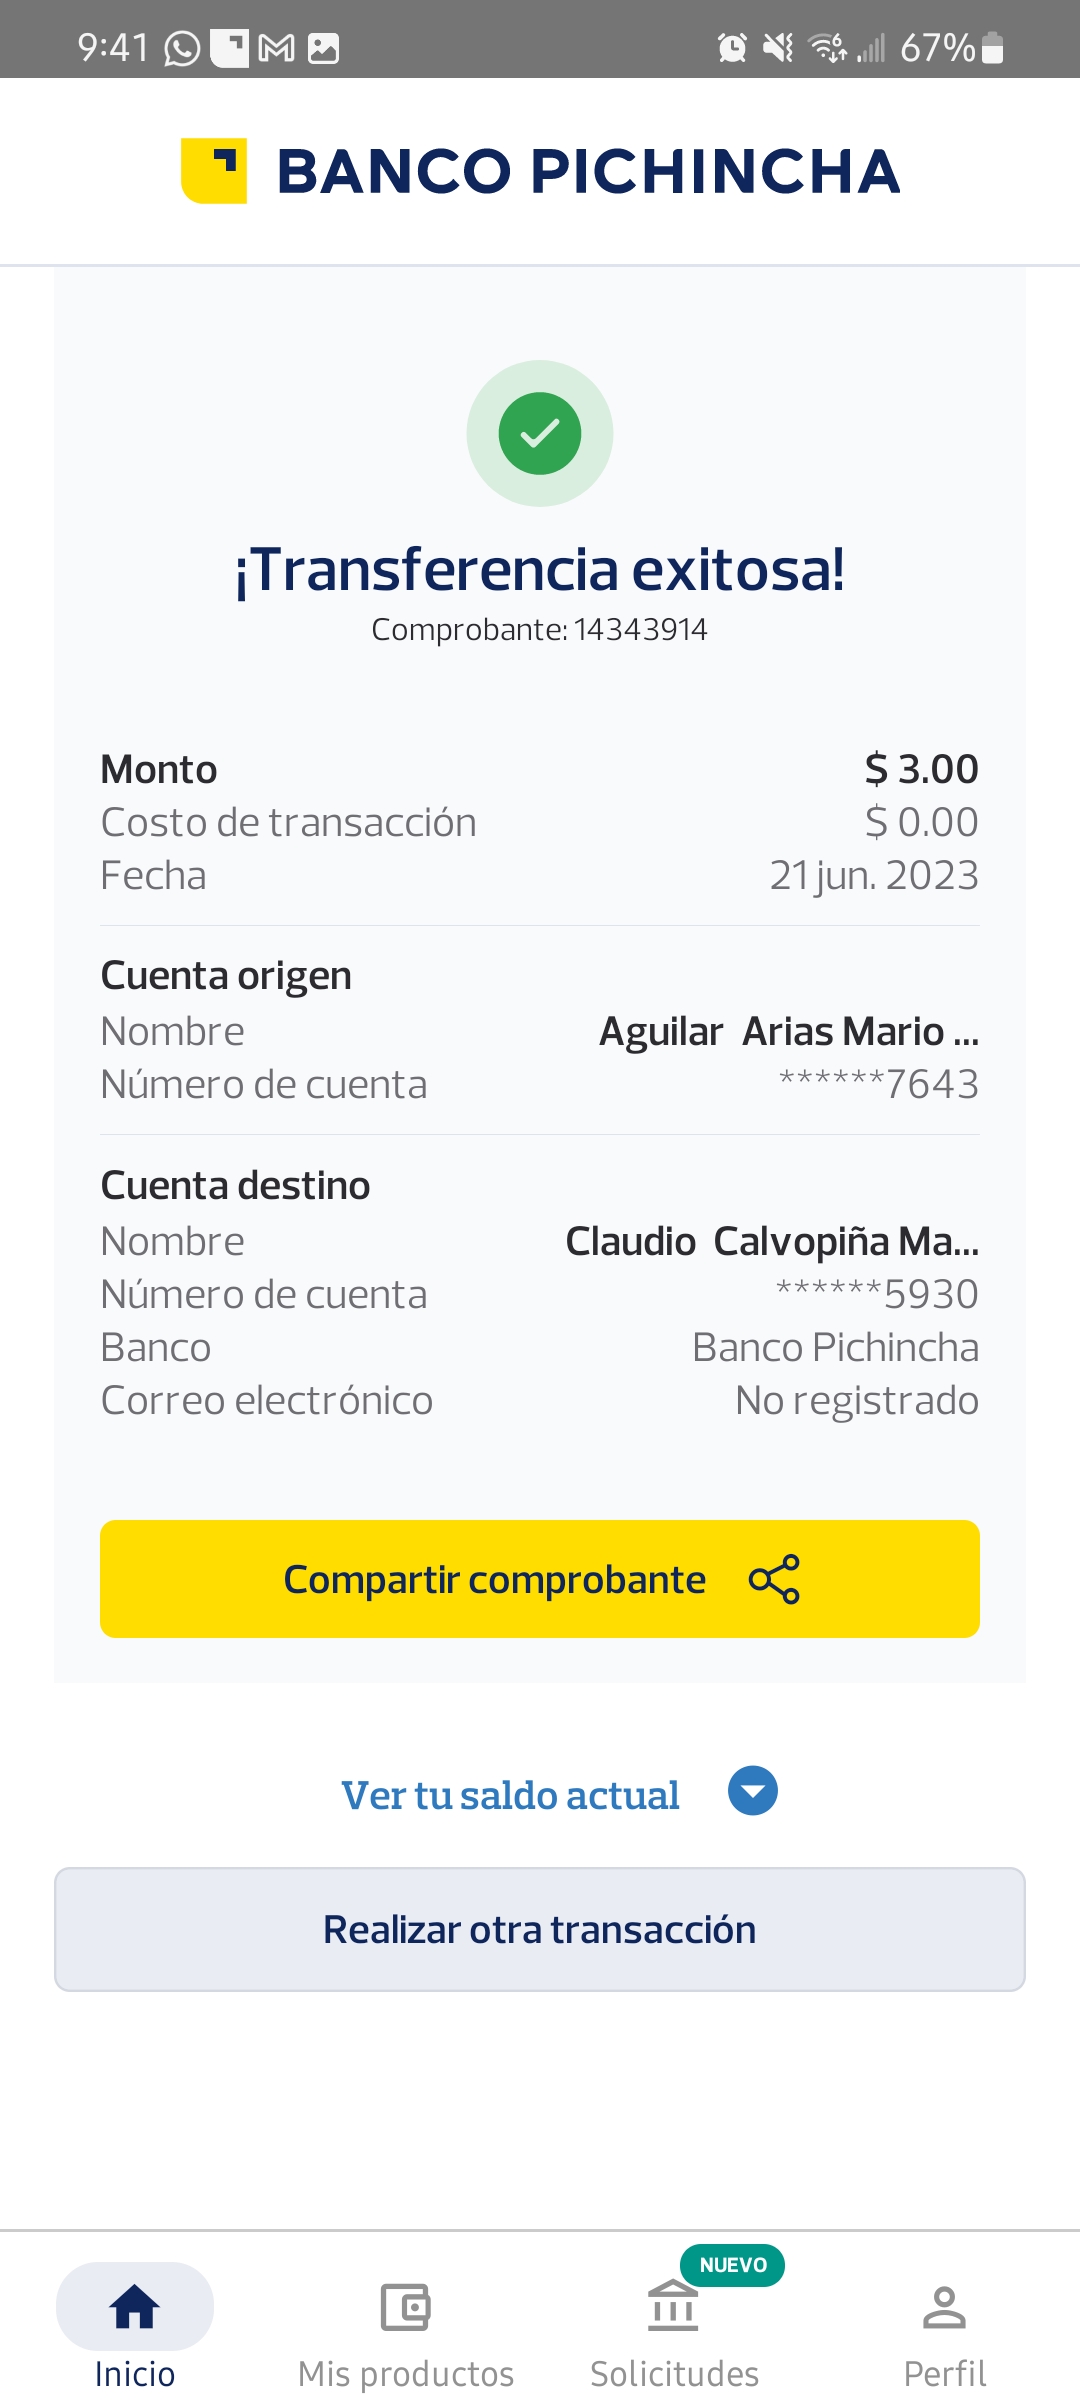 9:41
6
67%
BANCO PICHINCHA
¡Transferencia exitosa!
Comprobante: 14343914
Monto $ 3.00
Costo de transacción $ 0.00
Fecha 21 jun. 2023
Cuenta origen
Nombre Aguilar Arias Mario ...
Número de cuenta ******7643
Cuenta destino
Nombre Claudio Calvopiña Ma...
Número de cuenta ******5930
Banco Banco Pichincha
Correo electrónico No registrado
Compartir comprobante
Ver tu saldo actual
Realizar otra transacción
NUEVO
Inicio Mis productos Solicitudes Perfil